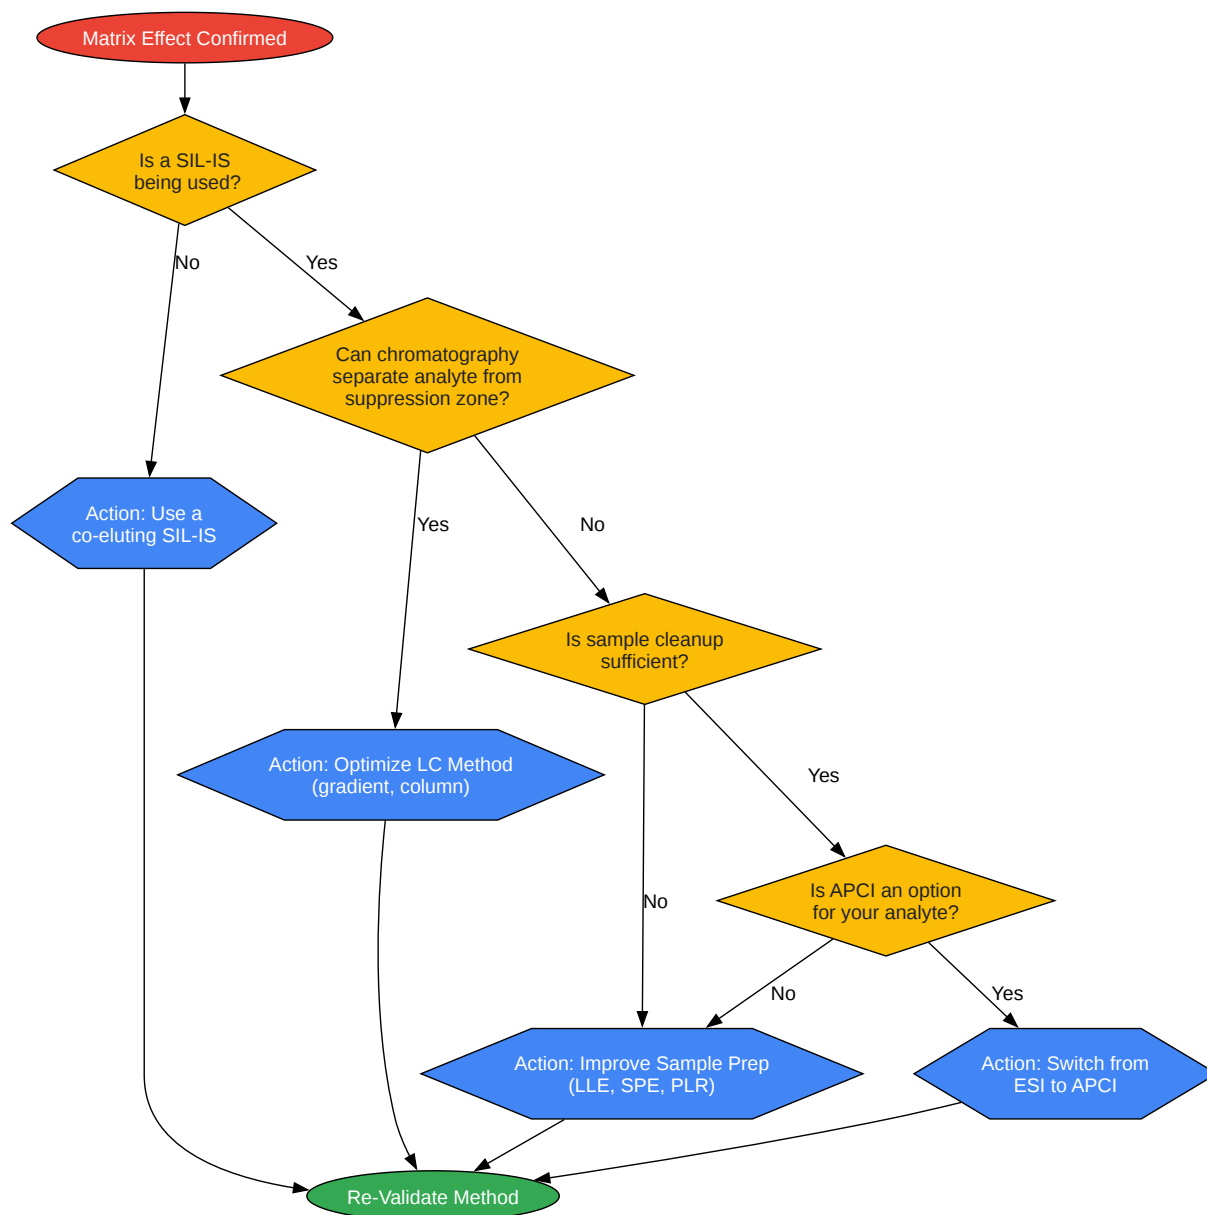 Matrix Effect Confirmed
Is a SIL-IS
being used?
No
Yes
Can chromatography
separate analyte from
suppression zone?
Action: Use a
co-eluting SIL-IS
Yes
No
Is sample cleanup
sufficient?
Action: Optimize LC Method
(gradient, column)
Yes
No
Is APCI an option
for your analyte?
No
Yes
Action: Improve Sample Prep
(LLE, SPE, PLR)
Action: Switch from
ESI to APCI
Re-Validate Method